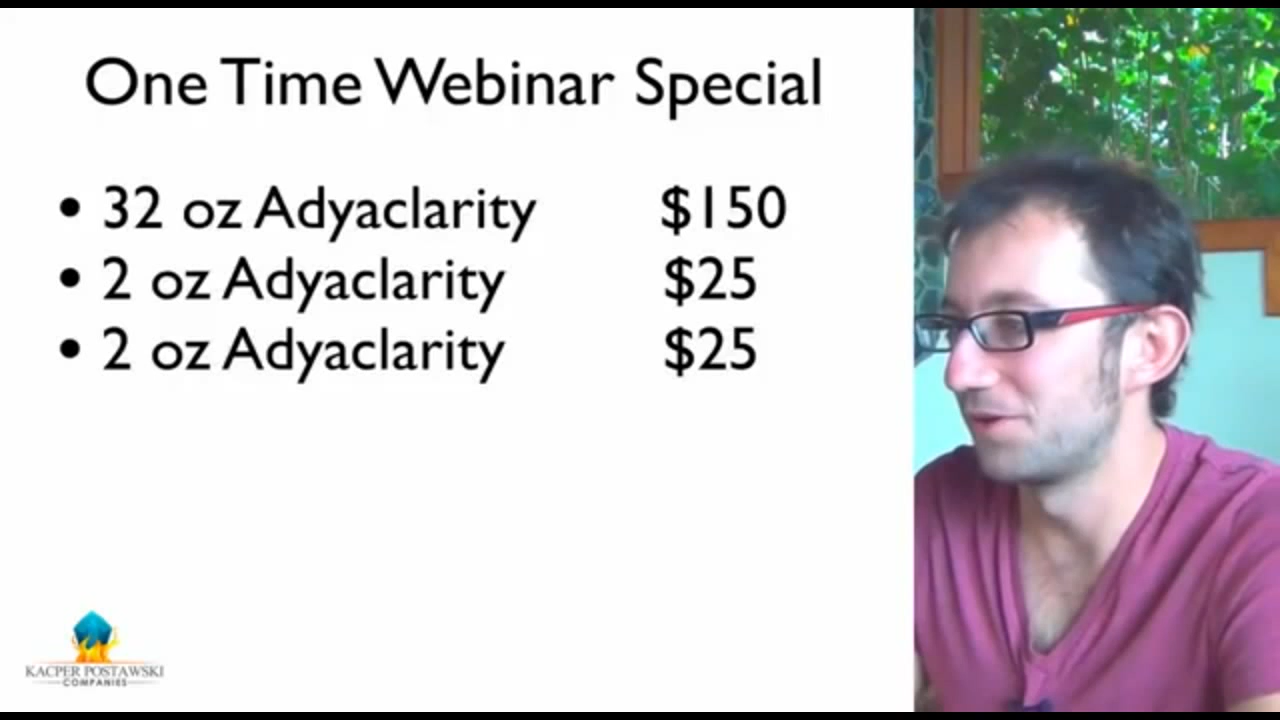 One Time Webinar Special
• 32 oz Adyaclarity $150
• 2 oz Adyaclarity $25
• 2 oz Adyaclarity $25
KACPER POSTAWSKI
COMPANIES